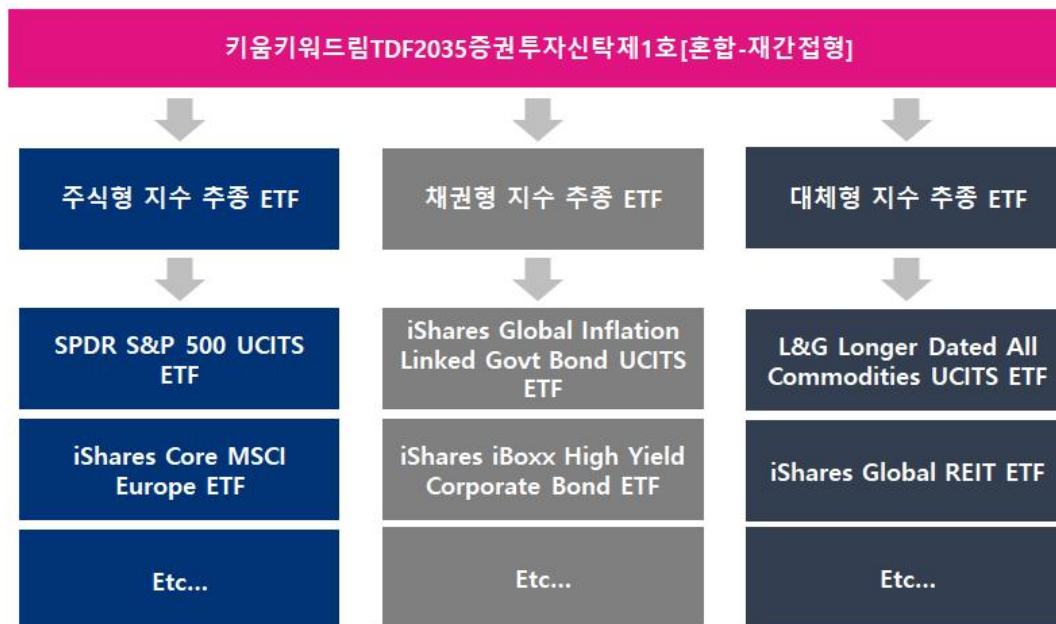 키움키워드림TDF2035증권투자신탁제1호[혼합-재간접형]
주식형 지수 추종 ETF
채권형 지수 추종 ETF
대체형 지수 추종 ETF
SPDR S&P 500 UCITS
ETF
iShares Global Inflation
Linked Govt Bond UCITS
ETF
L&G Longer Dated All
Commodities UCITS ETF
iShares Core MSCI
Europe ETF
iShares iBoxx High Yield
Corporate Bond ETF
iShares Global REIT ETF
Etc...
Etc...
Etc...